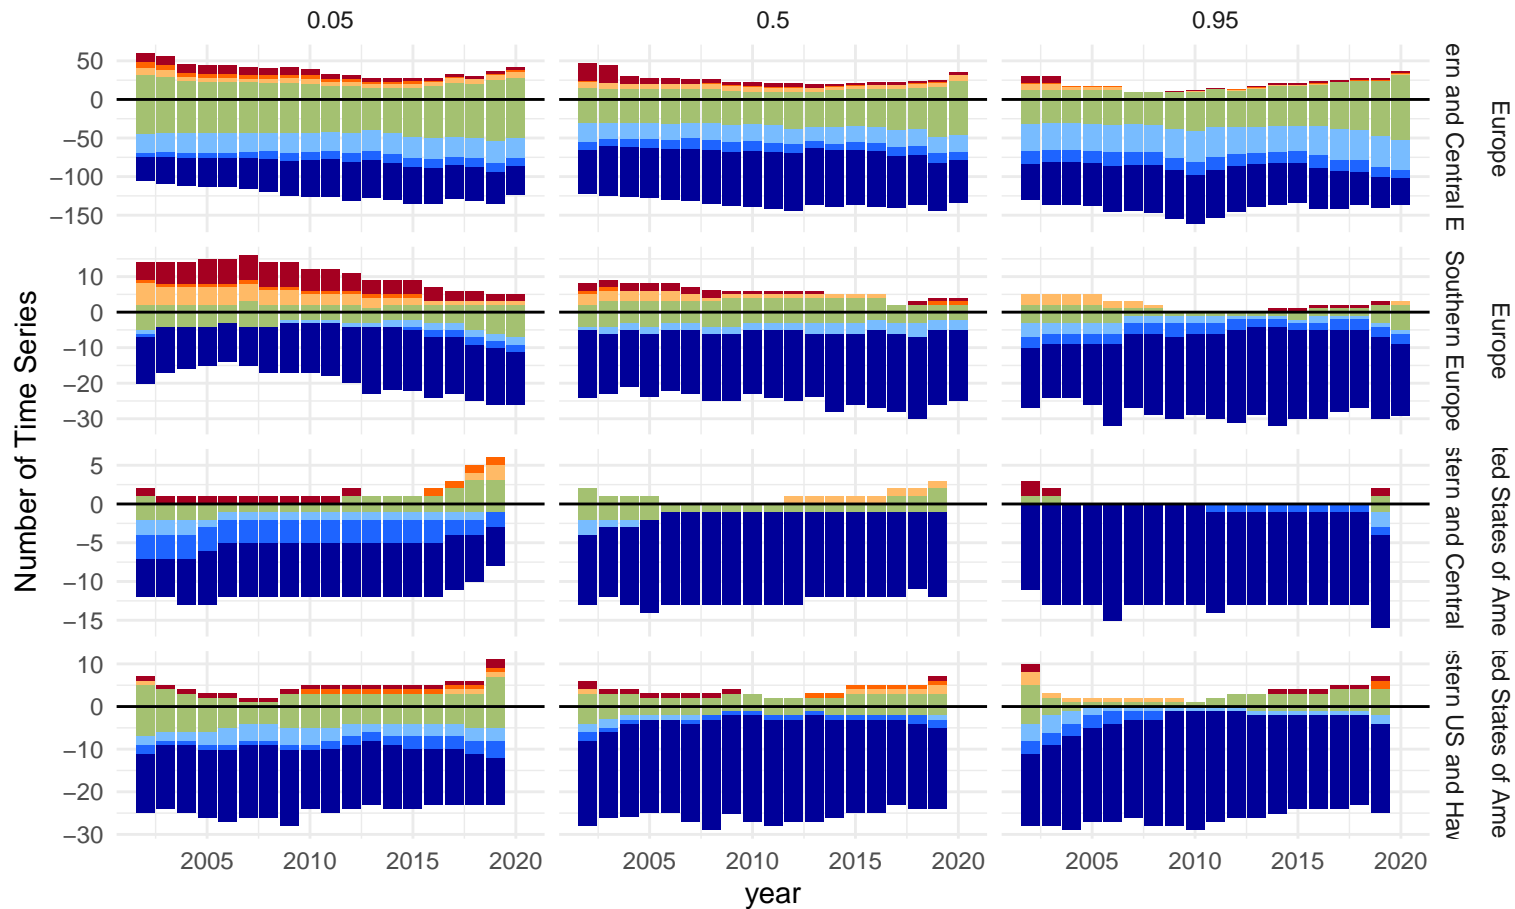 0.05 0.5 0.95
50
0
−50
−100
−150
ern and Central E
Europe
10
0
−10
−20
−30
Southern Europe
Europe
5
0
−5
−10
−15
stern and Central
ted States of Ame
10
0
−10
−20
−30
stern US and Hav
ted States of Ame
Number of Time Series
2005 2010 2015 2020 2005 2010 2015 2020 2005 2010 2015 2020
year